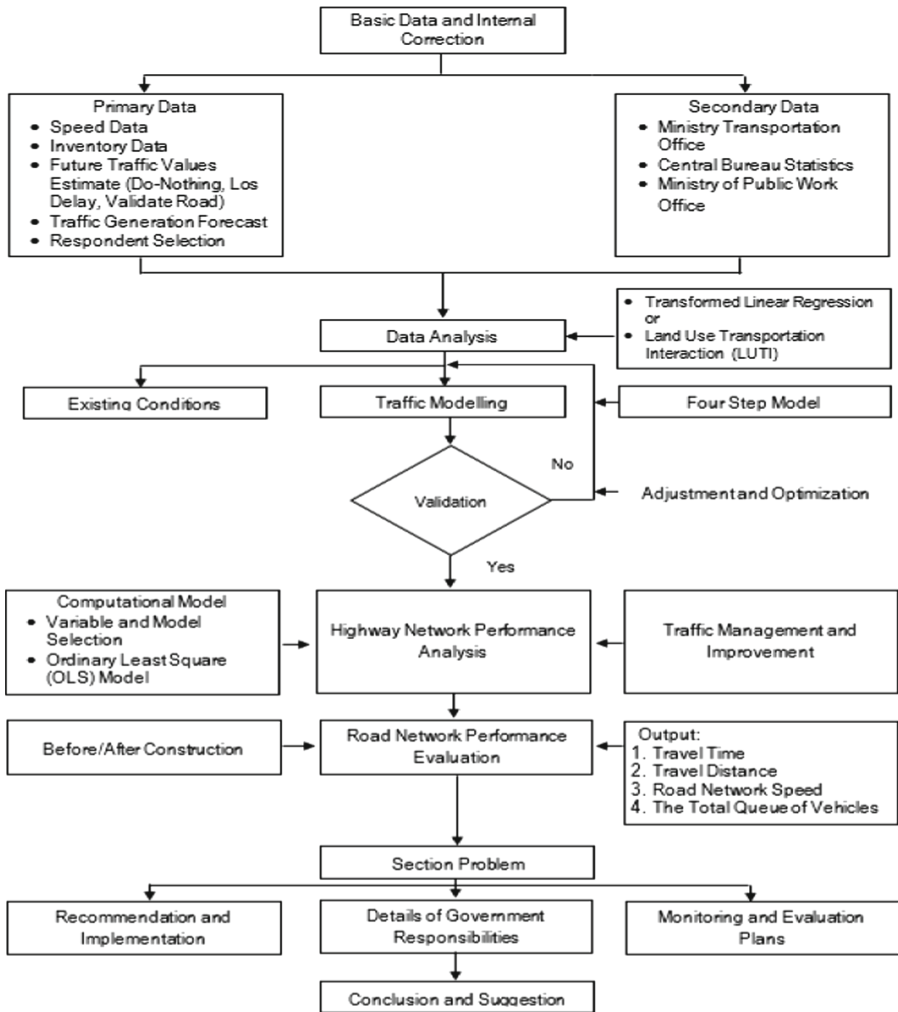 Basic Data and Internal
Correction
Primary Data
• Speed Data
• Inventory Data
• Future Traffic Values
Estimate (Do-Nothing, Los
Delay, Validate Road)
• Traffic Generation Forecast
• Respondent Selection
Secondary Data
• Ministry Transportation
Office
• Central Bureau Statistics
• Ministry of Public Work
Office
Data Analysis
• Transformed Linear Regression
or
• Land Use Transportation
Interaction (LUTI)
Existing Conditions
Traffic Modelling
Four Step Model
No
Validation
Adjustment and Optimization
Yes
Computational Model
• Variable and Model
Selection
• Ordinary Least Square
(OLS) Model
Highway Network Performance
Analysis
Traffic Management and
Improvement
Before/After Construction
Road Network Performance
Evaluation
Output:
1. Travel Time
2. Travel Distance
3. Road Network Speed
4. The Total Queue of Vehicles
Section Problem
Recommendation and
Implementation
Details of Government
Responsibilities
Monitoring and Evaluation
Plans
Conclusion and Suggestion